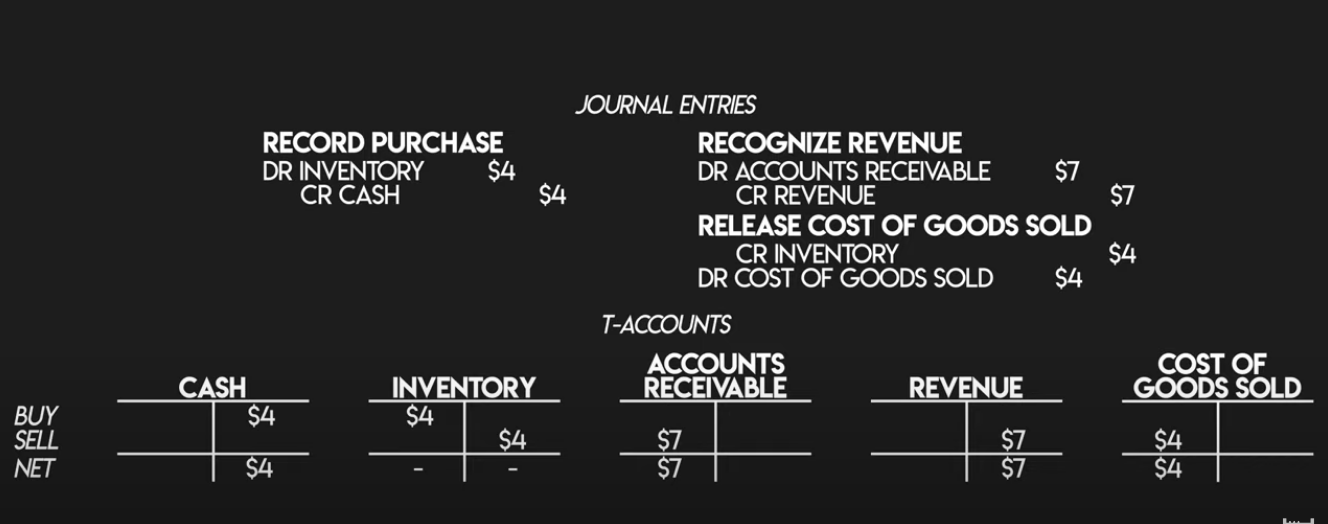 JOURNAL ENTRIES
RECORD PURCHASE
DR INVENTORY $4
CR CASH $4
RECOGNIZE REVENUE
DR ACCOUNTS RECEIVABLE $7
CR REVENUE $7
RELEASE COST OF GOODS SOLD
CR INVENTORY $4
DR COST OF GOODS SOLD $4
T-ACCOUNTS
CASH INVENTORY ACCOUNTS RECEIVABLE REVENUE COST OF GOODS SOLD
BUY $4 $4
SELL $4 $7 $7 $4
NET $4 - - $7 $7 $4